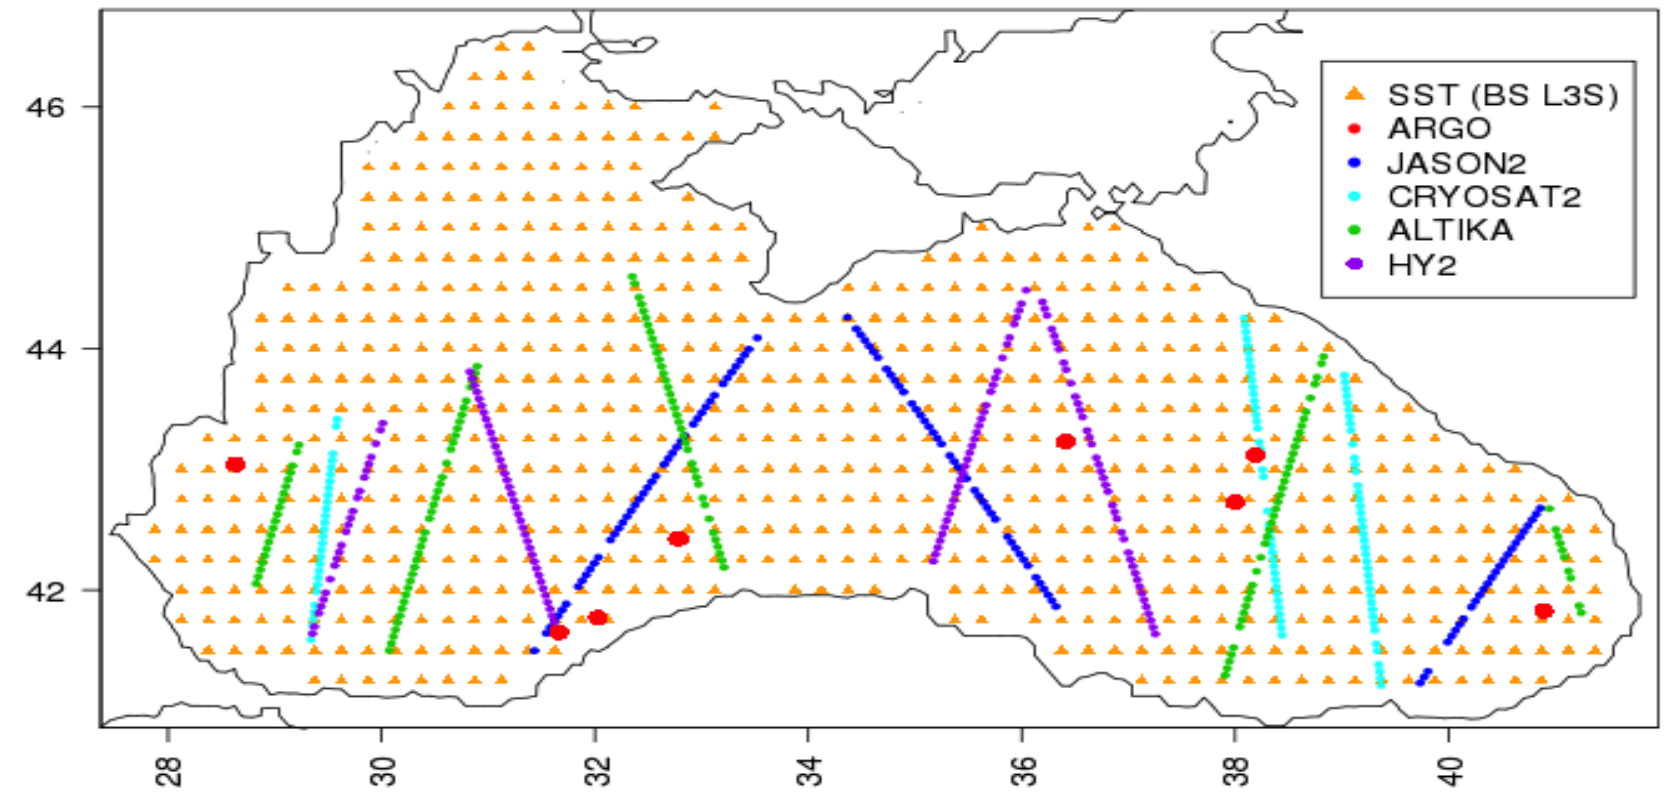 46
44
42
SST (BS L3S)
ARGO
JASON2
CRYOSAT2
ALTIKA
HY2
28 30 32 34 36 38 40